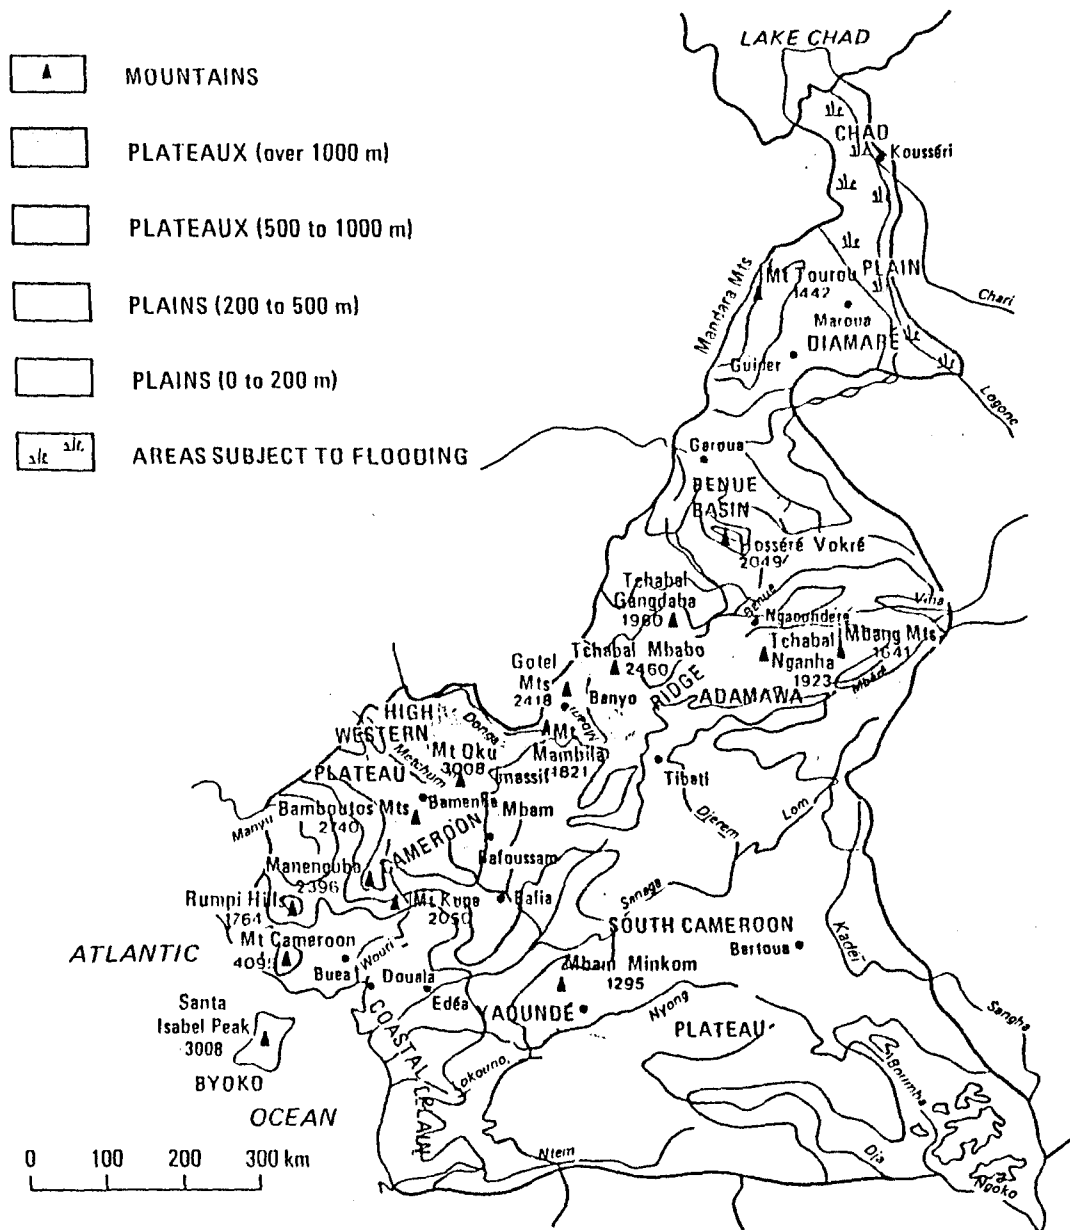 MOUNTAINS
PLATEAUX (over 1000 m)
PLATEAUX (500 to 1000 m)
PLAINS (200 to 500 m)
PLAINS (0 to 200 m)
AREAS SUBJECT TO FLOODING
LAKE CHAD
CHAD
Kousséri
PLAIN
Mt Tourou
1442
Mandara Mts
Chari
Maroua
DIAMARÉ
Guider
Logone
Garoua
BENUE
BASIN
Hosséré Vokré
2049
Tchabal
Gangdaba
1960
Benue
Vina
Ngaoundéré
Tchabal Mbabo
2460
Tchabal
Nganha
1923
Mbang Mts
1641
Mbéré
Gotel
Mts
2418
Banyo
RIDGE
ADAMAWA
HIGH
WESTERN
PLATEAU
Donga
Mt
Mambila
1821
Metchum
Mt Oku
3008
massif
Tibati
Bamboutos Mts
2740
Bamenda
Mbam
Manyu
CAMEROON
Djerem
Lom
Bafoussam
Manengouba
2396
Mt Kupe
2050
Bafia
Sanaga
Rumpi Hills
1764
SOUTH CAMEROON
Bertoua
Kadei
Mt Cameroon
4095
ATLANTIC
Buea
Wouri
Douala
Edéa
Mbam Minkom
1295
YAOUNDÉ
Nyong
PLATEAU
Sangha
Santa
Isabel Peak
3008
BYOKO
COASTAL
PLAIN
Lokoundje
Boumba
OCEAN
Ntem
Dja
Ngoko
0 100 200 300 km